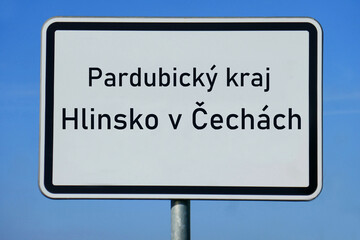 Pardubický kraj
Hlinsko v Čechách